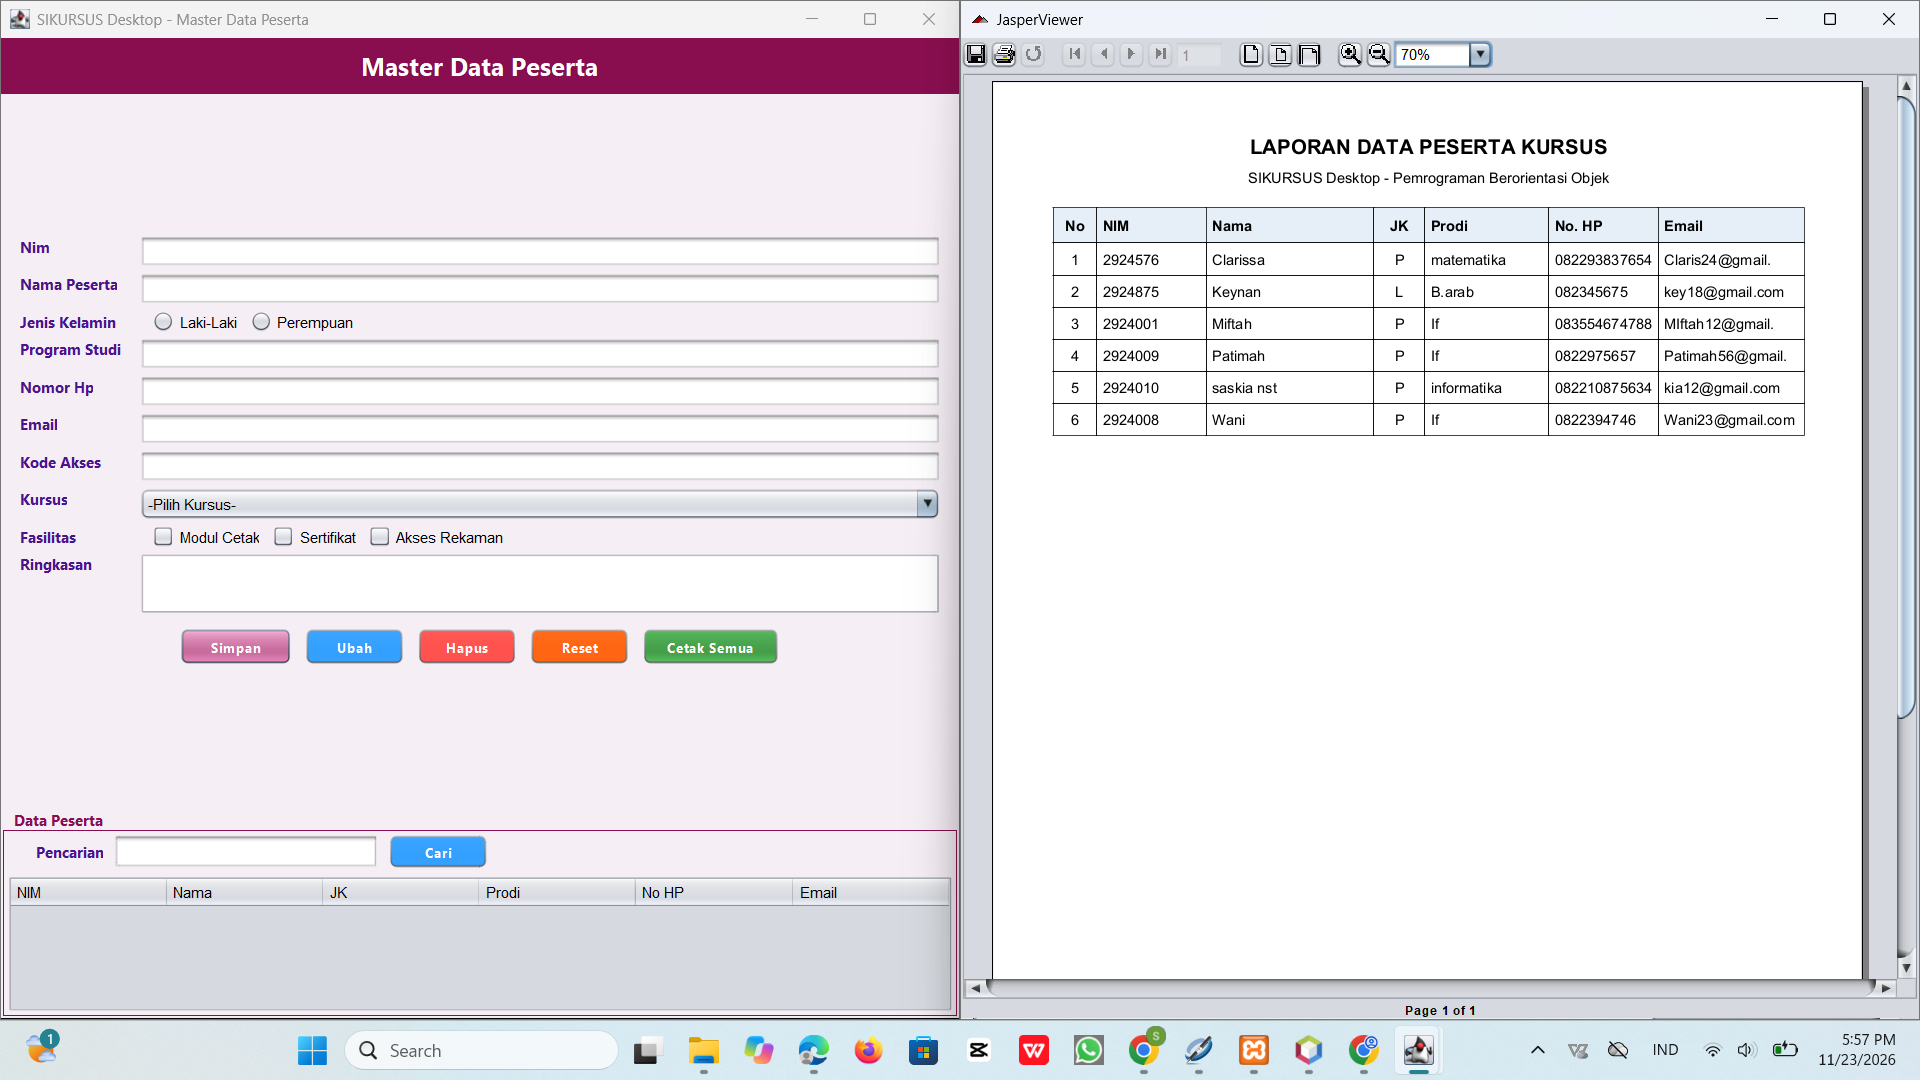 SIKURSUS Desktop - Master Data Peserta
Master Data Peserta
Nim
Nama Peserta
Jenis Kelamin Laki-Laki Perempuan
Program Studi
Nomor Hp
Email
Kode Akses
Kursus -Pilih Kursus-
Fasilitas Modul Cetak Sertifikat Akses Rekaman
Ringkasan
Simpan Ubah Hapus Reset Cetak Semua
Data Peserta
Pencarian Cari
NIM Nama JK Prodi No HP Email
JasperViewer
1 70%
LAPORAN DATA PESERTA KURSUS
SIKURSUS Desktop - Pemrograman Berorientasi Objek
No NIM Nama JK Prodi No. HP Email
1 2924576 Clarissa P matematika 082293837654 Claris24@gmail.
2 2924875 Keynan L B.arab 082345675 key18@gmail.com
3 2924001 Miftah P If 083554674788 MIftah12@gmail.
4 2924009 Patimah P If 0822975657 Patimah56@gmail.
5 2924010 saskia nst P informatika 082210875634 kia12@gmail.com
6 2924008 Wani P If 0822394746 Wani23@gmail.com
Page 1 of 1
1 Search S IND 5:57 PM
11/23/2026